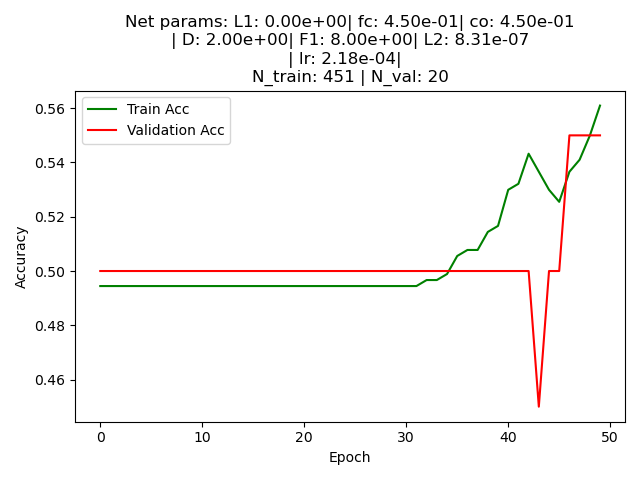 Net params: L1: 0.00e+00| fc: 4.50e-01| co: 4.50e-01
| D: 2.00e+00| F1: 8.00e+00| L2: 8.31e-07
| lr: 2.18e-04|
N_train: 451 | N_val: 20
Train Acc
Validation Acc
0.56
0.54
0.52
0.50
0.48
0.46
Accuracy
0 10 20 30 40 50
Epoch